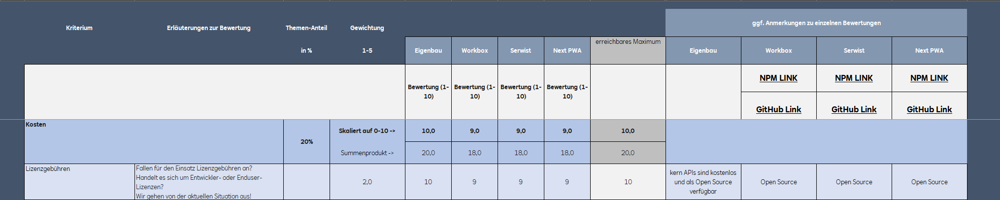 ggf. Anmerkungen zu einzelnen Bewertungen
Kriterium Erläuterungen zur Bewertung Themen-Anteil Gewichtung
erreichbares Maximum
in % 1-5 Eigenbau Workbox Serwist Next PWA Eigenbau Workbox Serwist Next PWA
NPM LINK NPM LINK NPM LINK
Bewertung (1- Bewertung (1- Bewertung (1- Bewertung (1-
10) 10) 10) 10)
GitHub Link GitHub Link GitHub Link
Kosten
Skaliert auf 0-10 -> 10,0 9,0 9,0 9,0 10,0
20%
Summenprodukt -> 20,0 18,0 18,0 18,0 20,0
Lizenzgebühren
Fallen für den Einsatz Lizenzgebühren an?
Handelt es sich um Entwickler- oder Enduser-
Lizenzen?
Wir gehen von der aktuellen Situation aus!
2,0 10 9 9 9 10
kern APIs sind kostenlos
und als Open Source
verfügbar
Open Source Open Source Open Source